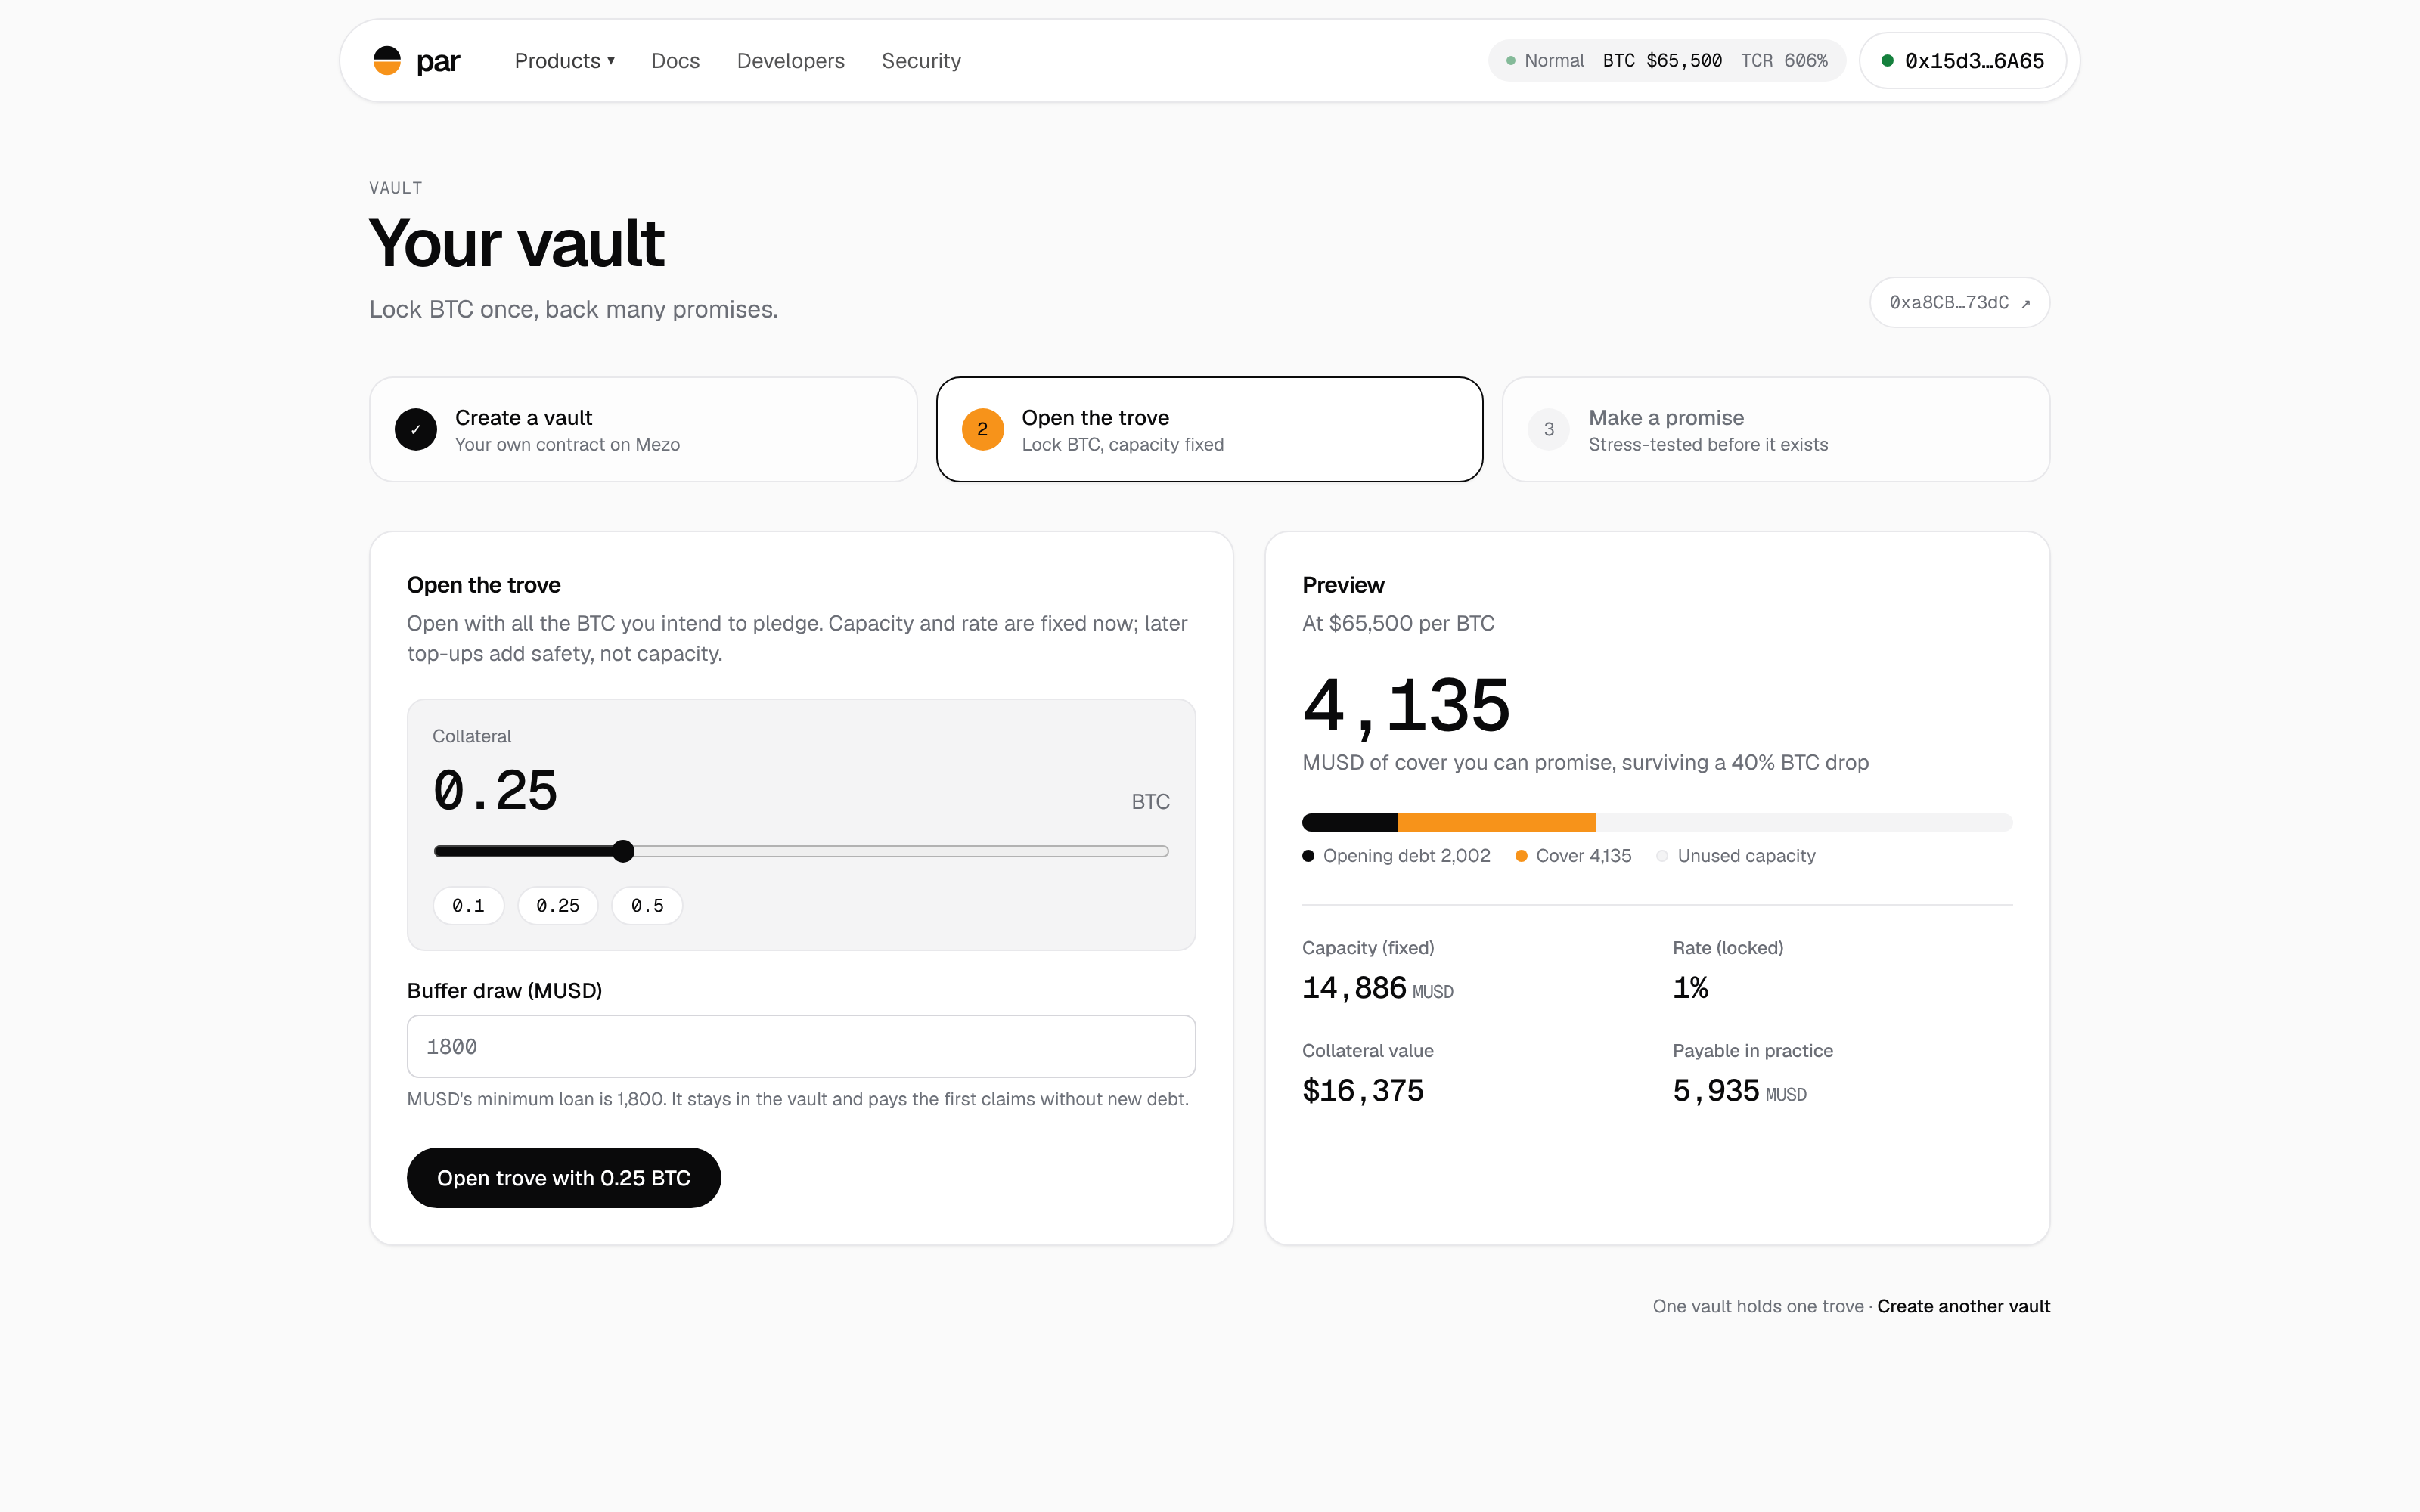 par
Products ▾
Docs
Developers
Security
Normal BTC $65,500 TCR 606%
0x15d3…6A65
VAULT
Your vault
Lock BTC once, back many promises.
0xa8CB…73dC ↗
✓
Create a vault
Your own contract on Mezo
2
Open the trove
Lock BTC, capacity fixed
3
Make a promise
Stress-tested before it exists
Open the trove
Open with all the BTC you intend to pledge. Capacity and rate are fixed now; later
top-ups add safety, not capacity.
Collateral
0.25
BTC
0.1
0.25
0.5
Buffer draw (MUSD)
1800
MUSD's minimum loan is 1,800. It stays in the vault and pays the first claims without new debt.
Open trove with 0.25 BTC
Preview
At $65,500 per BTC
4,135
MUSD of cover you can promise, surviving a 40% BTC drop
Opening debt 2,002
Cover 4,135
Unused capacity
Capacity (fixed)
14,886 MUSD
Rate (locked)
1%
Collateral value
$16,375
Payable in practice
5,935 MUSD
One vault holds one trove · Create another vault